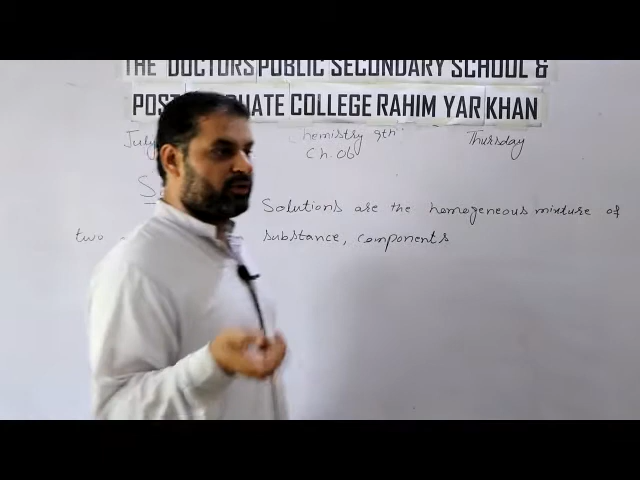 THE DOCTORS PUBLIC SECONDARY SCHOOL &
POST GRADUATE COLLEGE RAHIM YAR KHAN
July Chemistry 9th Thursday
Ch. 06
Solutions are the homogeneous mixture of
two substance, components